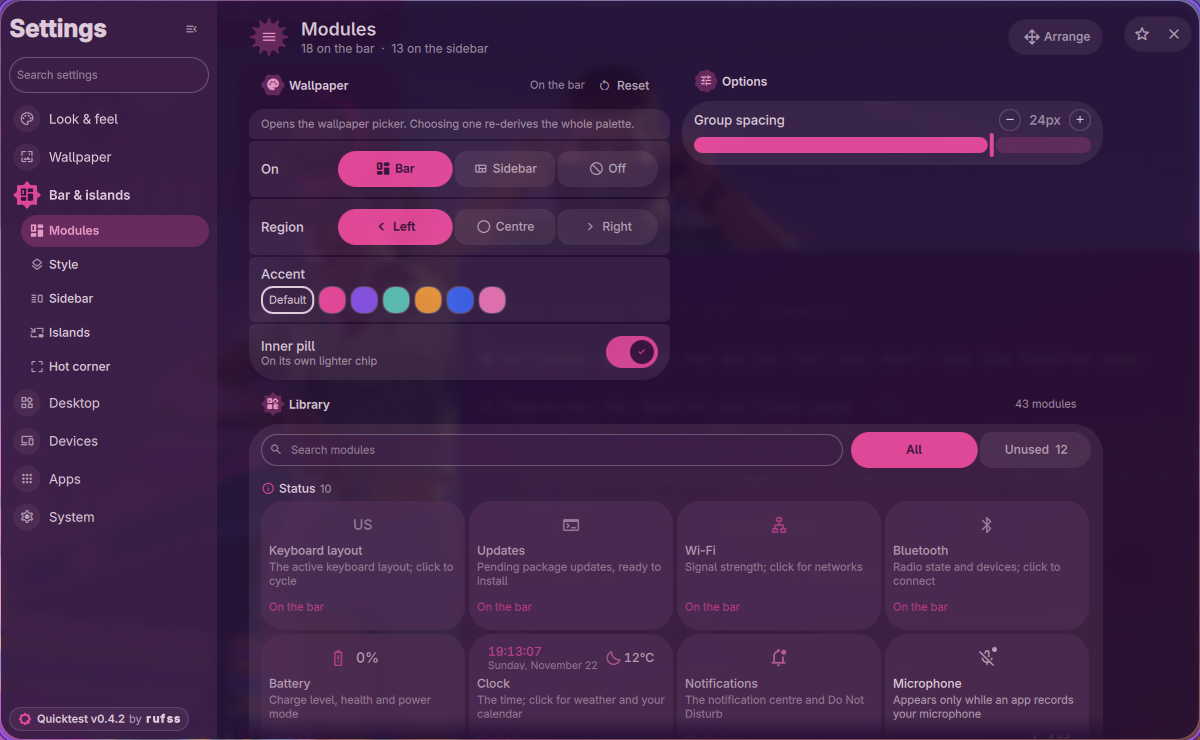 Settings
Search settings
Look & feel
Wallpaper
Bar & islands
Modules
Style
Sidebar
Islands
Hot corner
Desktop
Devices
Apps
System
Quicktest v0.4.2 by rufss
Modules
18 on the bar · 13 on the sidebar
Arrange
Wallpaper
On the bar
Reset
Opens the wallpaper picker. Choosing one re-derives the whole palette.
On
Bar
Sidebar
Off
Region
Left
Centre
Right
Accent
Default
Inner pill
On its own lighter chip
Options
Group spacing
24px
Library
43 modules
Search modules
All
Unused 12
Status 10
US
Keyboard layout
The active keyboard layout; click to
cycle
On the bar
Updates
Pending package updates, ready to
install
On the bar
Wi-Fi
Signal strength; click for networks
On the bar
Bluetooth
Radio state and devices; click to
connect
On the bar
0%
Battery
Charge level, health and power
mode
19:13:07
Sunday, November 22
12°C
Clock
The time; click for weather and your
calendar
Notifications
The notification centre and Do Not
Disturb
Microphone
Appears only while an app records
your microphone